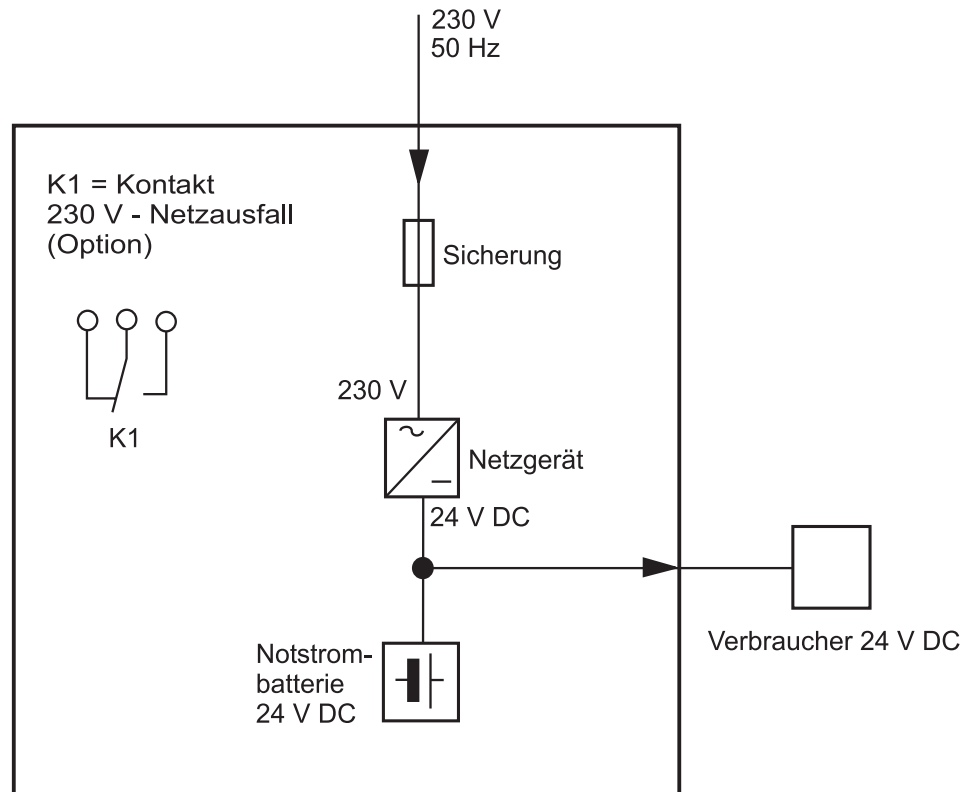 230 V
50 Hz
K1 = Kontakt
230 V - Netzausfall
(Option)
Sicherung
K1
230 V
Netzgerät
24 V DC
Verbraucher 24 V DC
Notstrom-
batterie
24 V DC